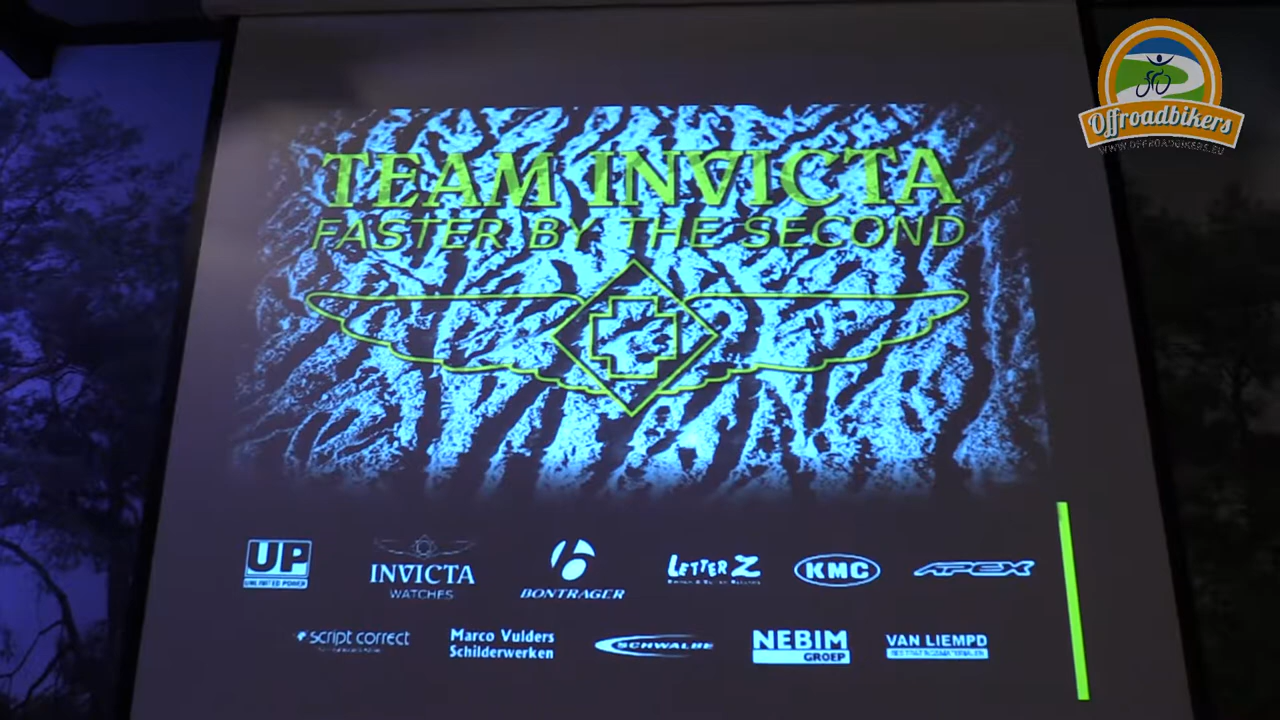 Offroadbikers
WWW.OFFROADBIKERS.EU
TEAM INVICTA
FASTER BY THE SECOND
UP
UNLIMITED POWER
INVICTA
WATCHES
BONTRAGER
LETTER Z
KMC
APEX
script correct
Marco Vulders
Schilderwerken
SCHWALBE
NEBIM
GROEP
VAN LIEMPD